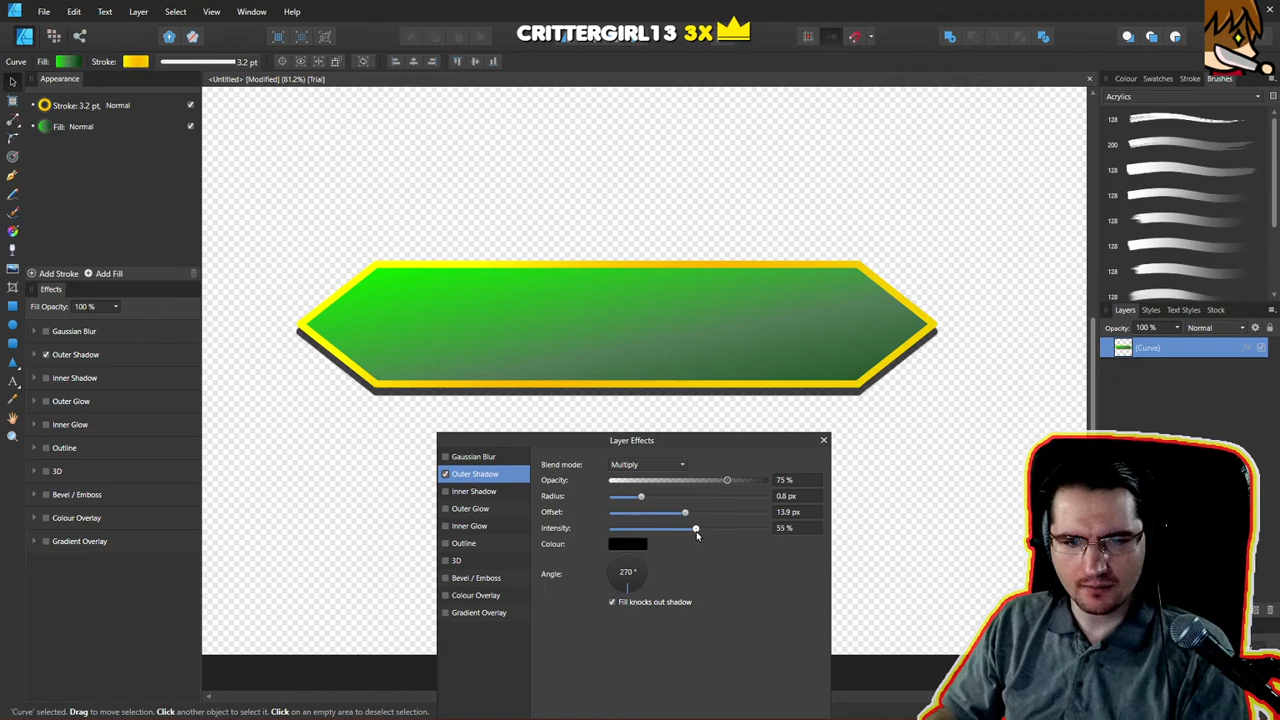 File Edit Text Layer Select View Window Help
CRITTERGIRL13 3X
Curve Fill: Stroke: 3.2 pt
Appearance
<Untitled> [Modified] (81.2%) [Trial]
Colour Swatches Stroke Brushes
Stroke: 3.2 pt, Normal
Fill: Normal
Acrylics
128
200
128
128
128
128
128
128
Add Stroke Add Fill
Effects
Fill Opacity: 100 %
Gaussian Blur
Outer Shadow
Inner Shadow
Outer Glow
Inner Glow
Outline
3D
Bevel / Emboss
Colour Overlay
Gradient Overlay
Layers Styles Text Styles Stock
Opacity: 100 % Normal
(Curve)
Layer Effects
Gaussian Blur
Outer Shadow
Inner Shadow
Outer Glow
Inner Glow
Outline
3D
Bevel / Emboss
Colour Overlay
Gradient Overlay
Blend mode: Multiply
Opacity: 75 %
Radius: 0.8 px
Offset: 13.9 px
Intensity: 55 %
Colour:
Angle: 270 °
Fill knocks out shadow
'Curve' selected. Drag to move selection. Click another object to select it. Click on an empty area to deselect selection.